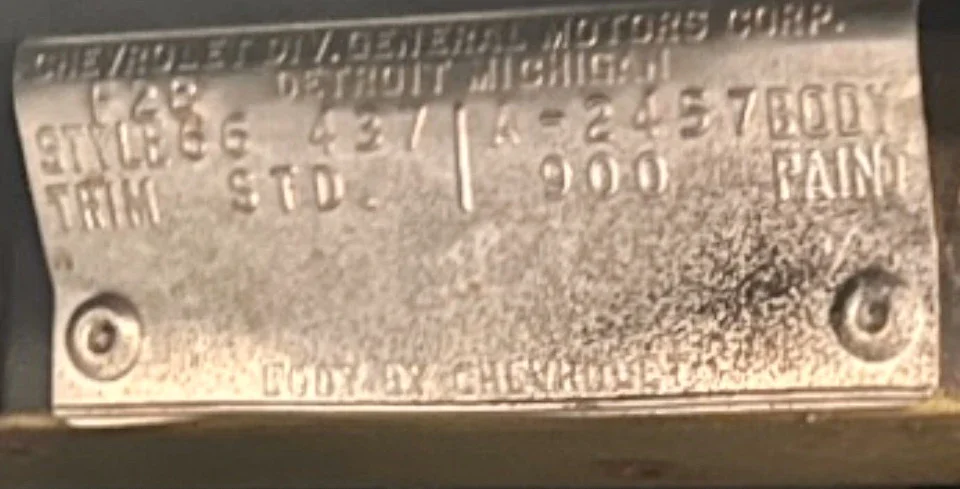 CHEVROLET DIV. GENERAL MOTORS CORP.
DETROIT MICHIGAN
F2B
STYLE 66 437 A-2457 BODY
TRIM STD. 900 PAINT
BODY BY CHEVROLET